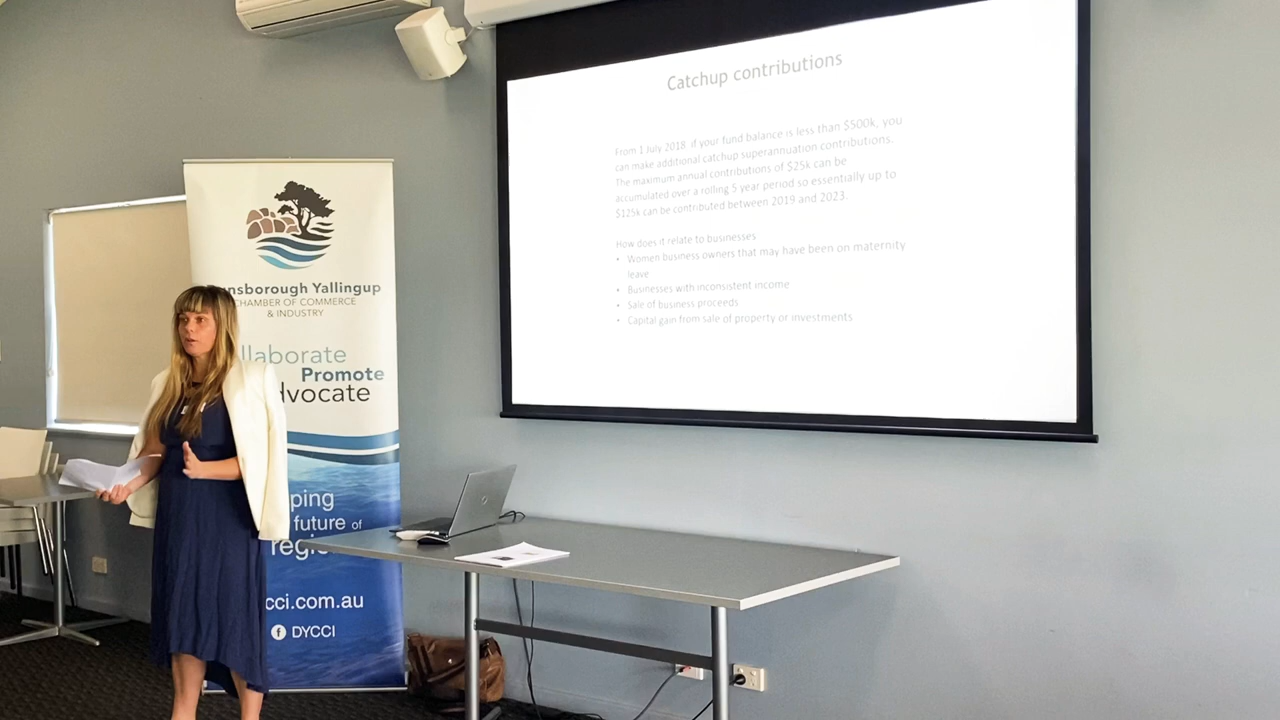 Catchup contributions
From 1 July 2018: if your fund balance is less than $500k, you
can make additional catchup superannuation contributions.
The maximum annual contributions of $25k can be
accumulated over a rolling 5 year period so essentially up to
$125k can be contributed between 2019 and 2023.
How does it relate to businesses
• Women business owners that may have been on maternity
leave
• Businesses with inconsistent income
• Sale of business proceeds
• Capital gain from sale of property or investments
nsborough Yallingup
CHAMBER OF COMMERCE
& INDUSTRY
llaborate
Promote
dvocate
ping
future of
regi
cci.com.au
f DYCCI